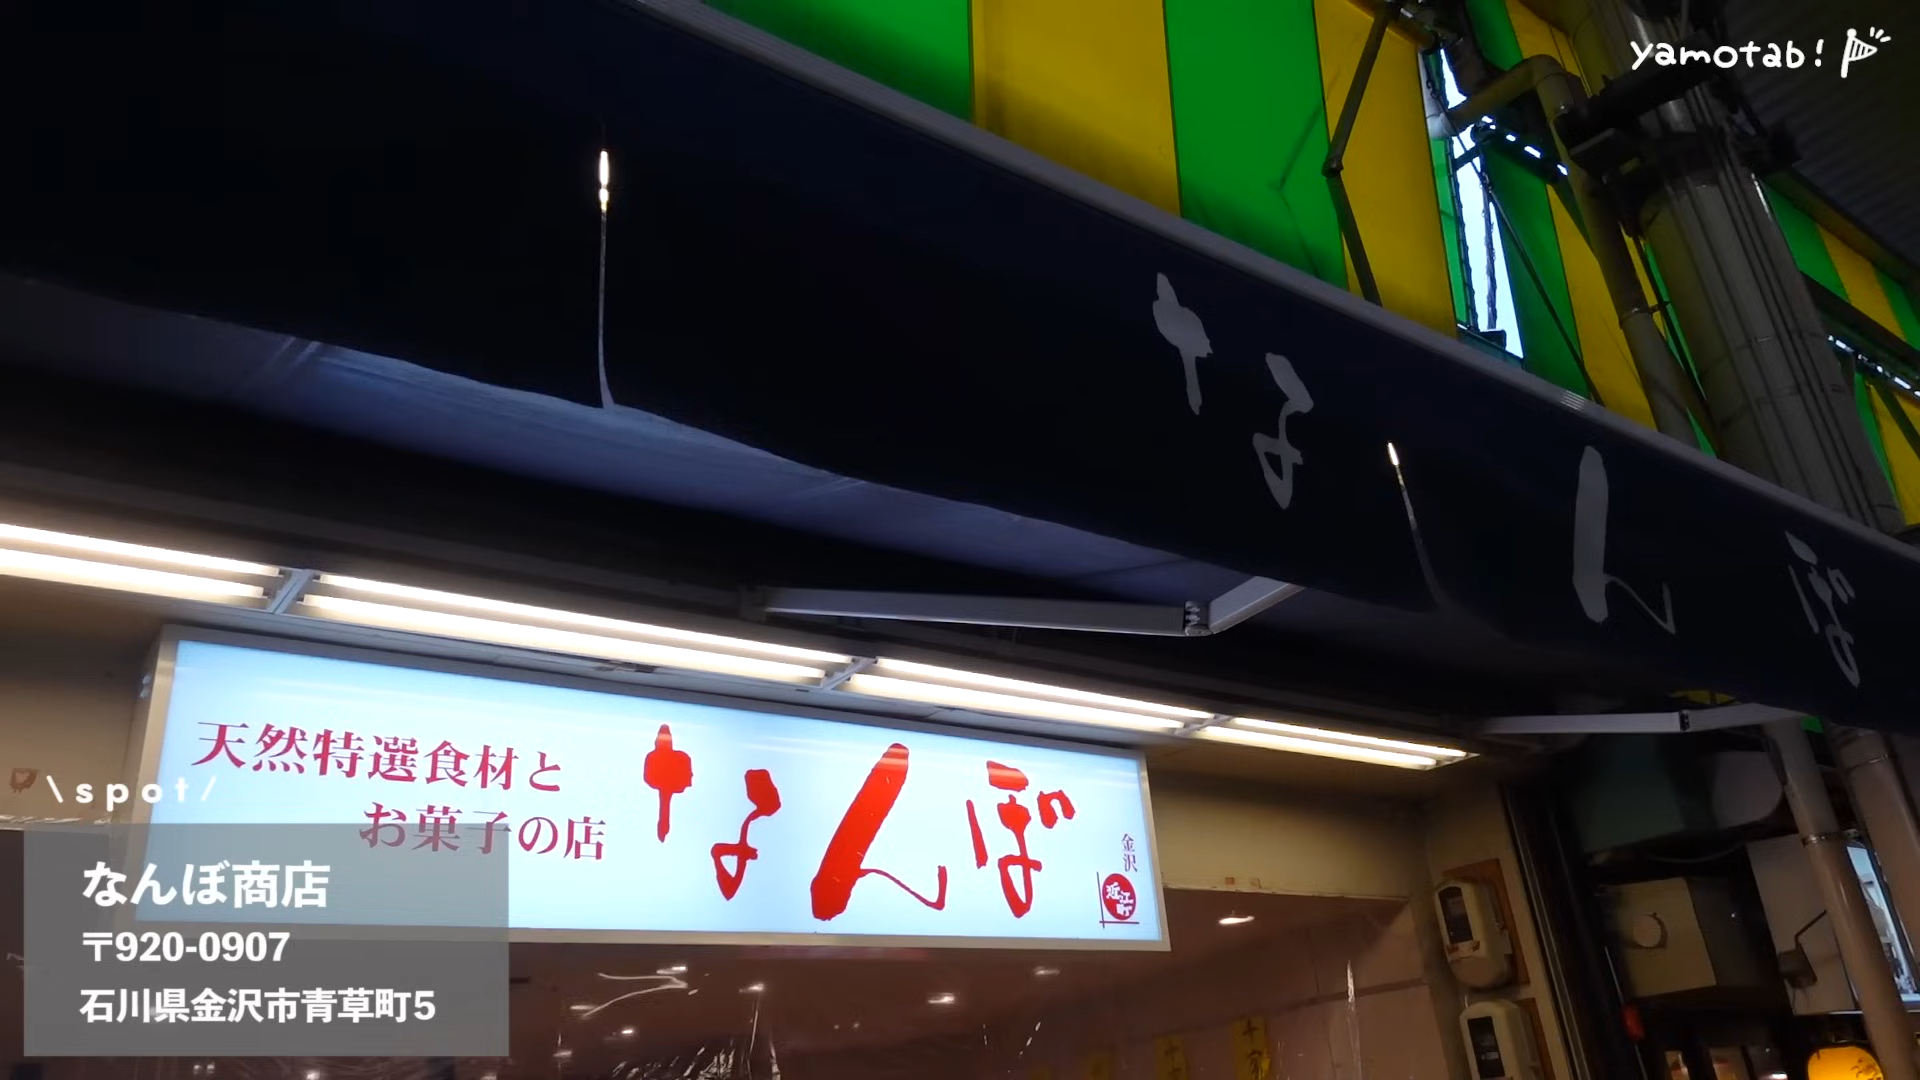 yamotab!
なんぼ
天然特選食材と
お菓子の店
なんぼ
金沢
近江町
\spot/
なんぼ商店
〒920-0907
石川県金沢市青草町5